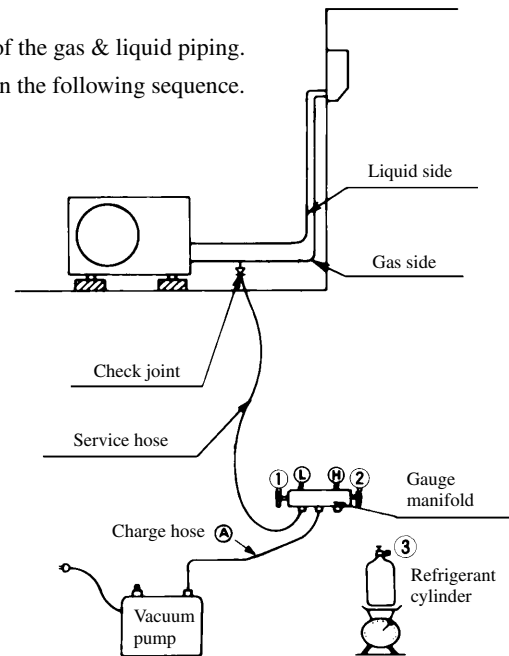 of the gas & liquid piping.
n the following sequence.
Liquid side
Gas side
Check joint
Service hose
① Ⓛ Ⓗ ②
Gauge
manifold
Charge hose Ⓐ
③
Refrigerant
cylinder
Vacuum
pump